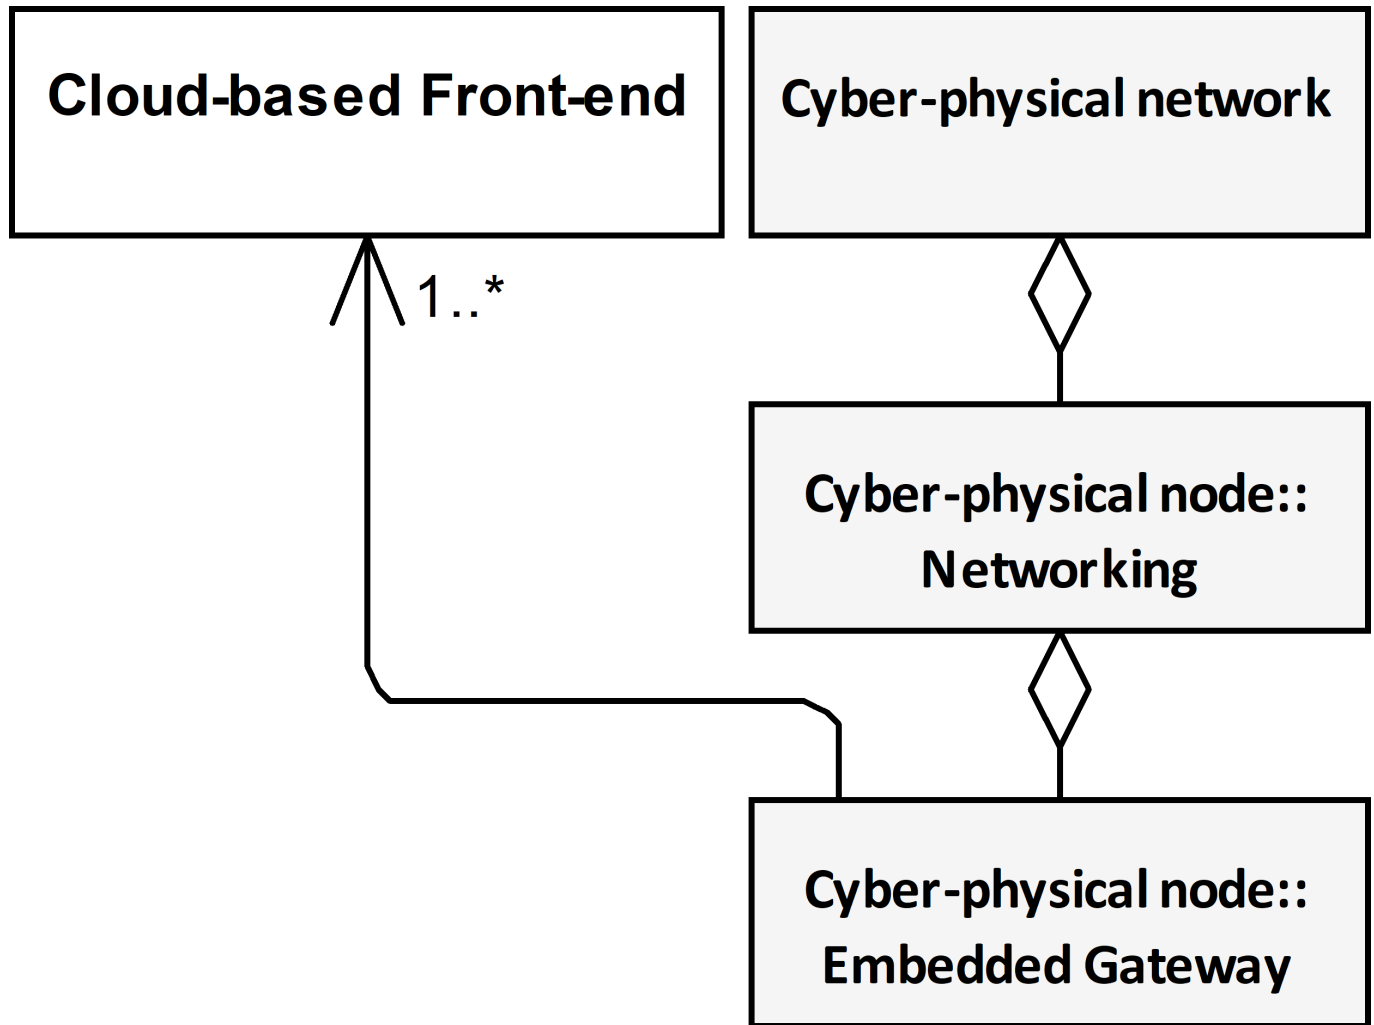 Cloud-based Front-end
Cyber-physical network
1..*
Cyber-physical node::
Networking
Cyber-physical node::
Embedded Gateway